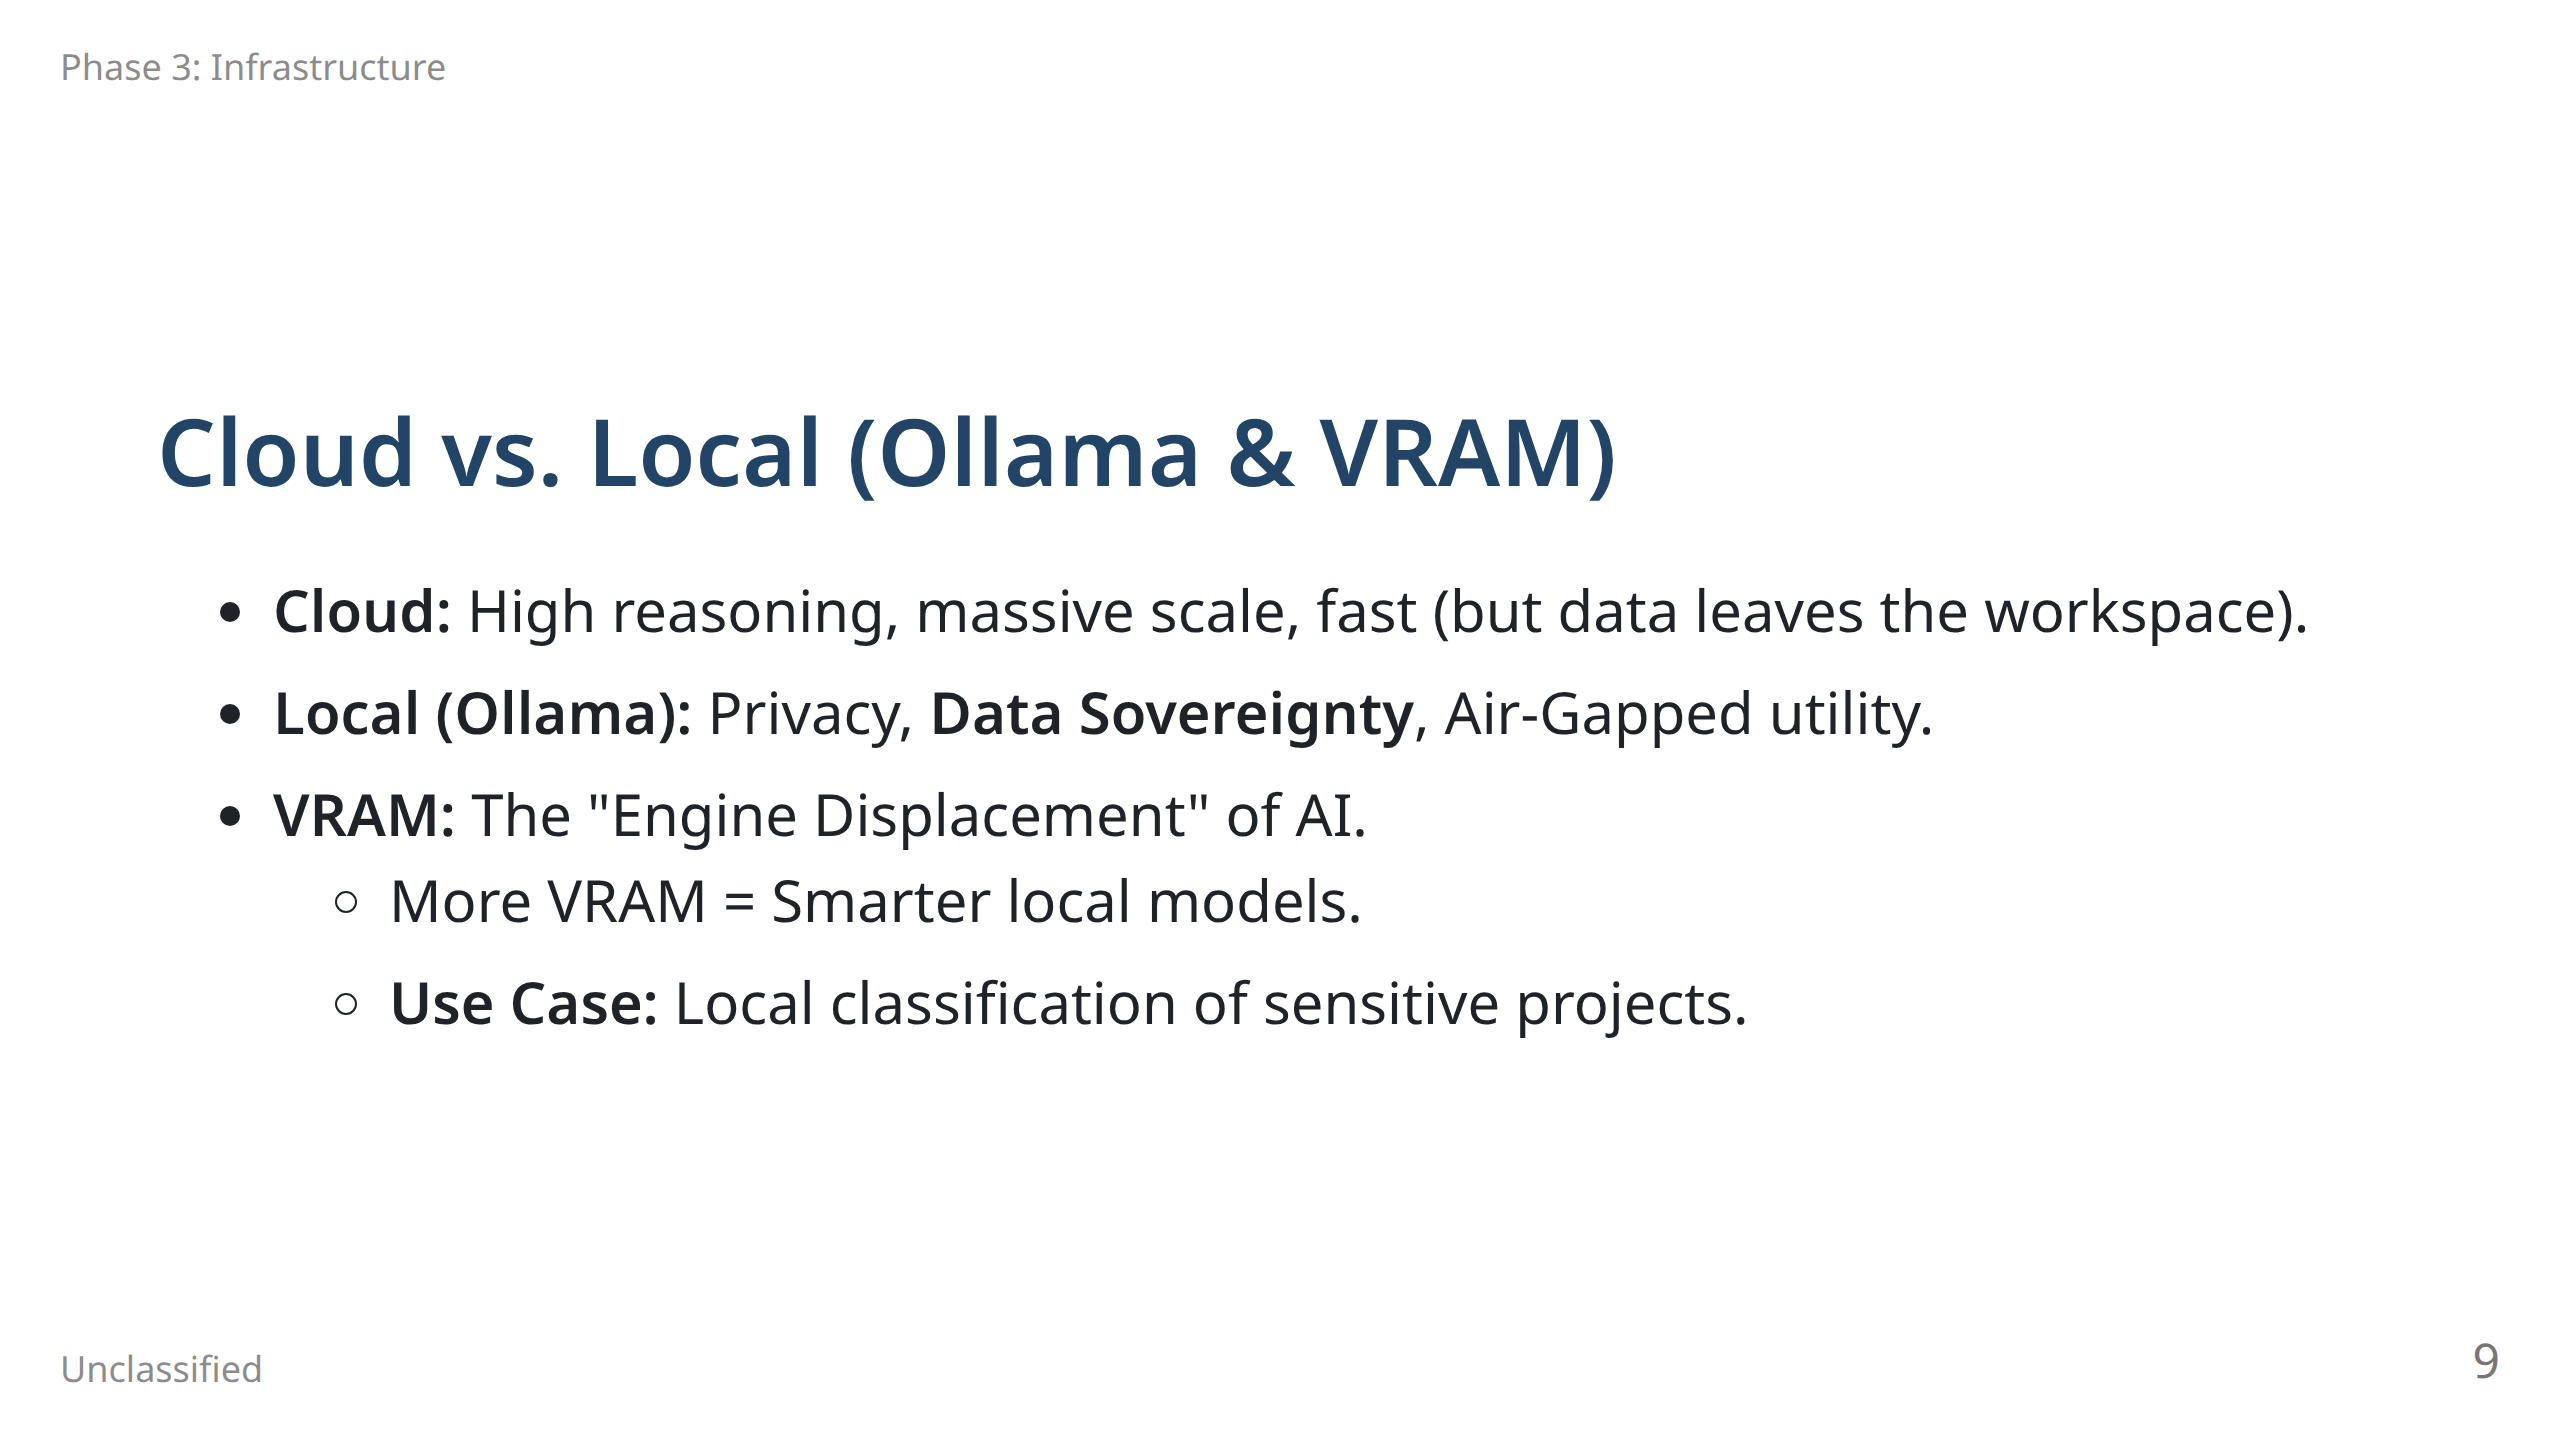 Phase 3: Infrastructure
Cloud vs. Local (Ollama & VRAM)
• Cloud: High reasoning, massive scale, fast (but data leaves the workspace).
• Local (Ollama): Privacy, Data Sovereignty, Air-Gapped utility.
• VRAM: The "Engine Displacement" of AI.
◦ More VRAM = Smarter local models.
◦ Use Case: Local classification of sensitive projects.
Unclassified
9